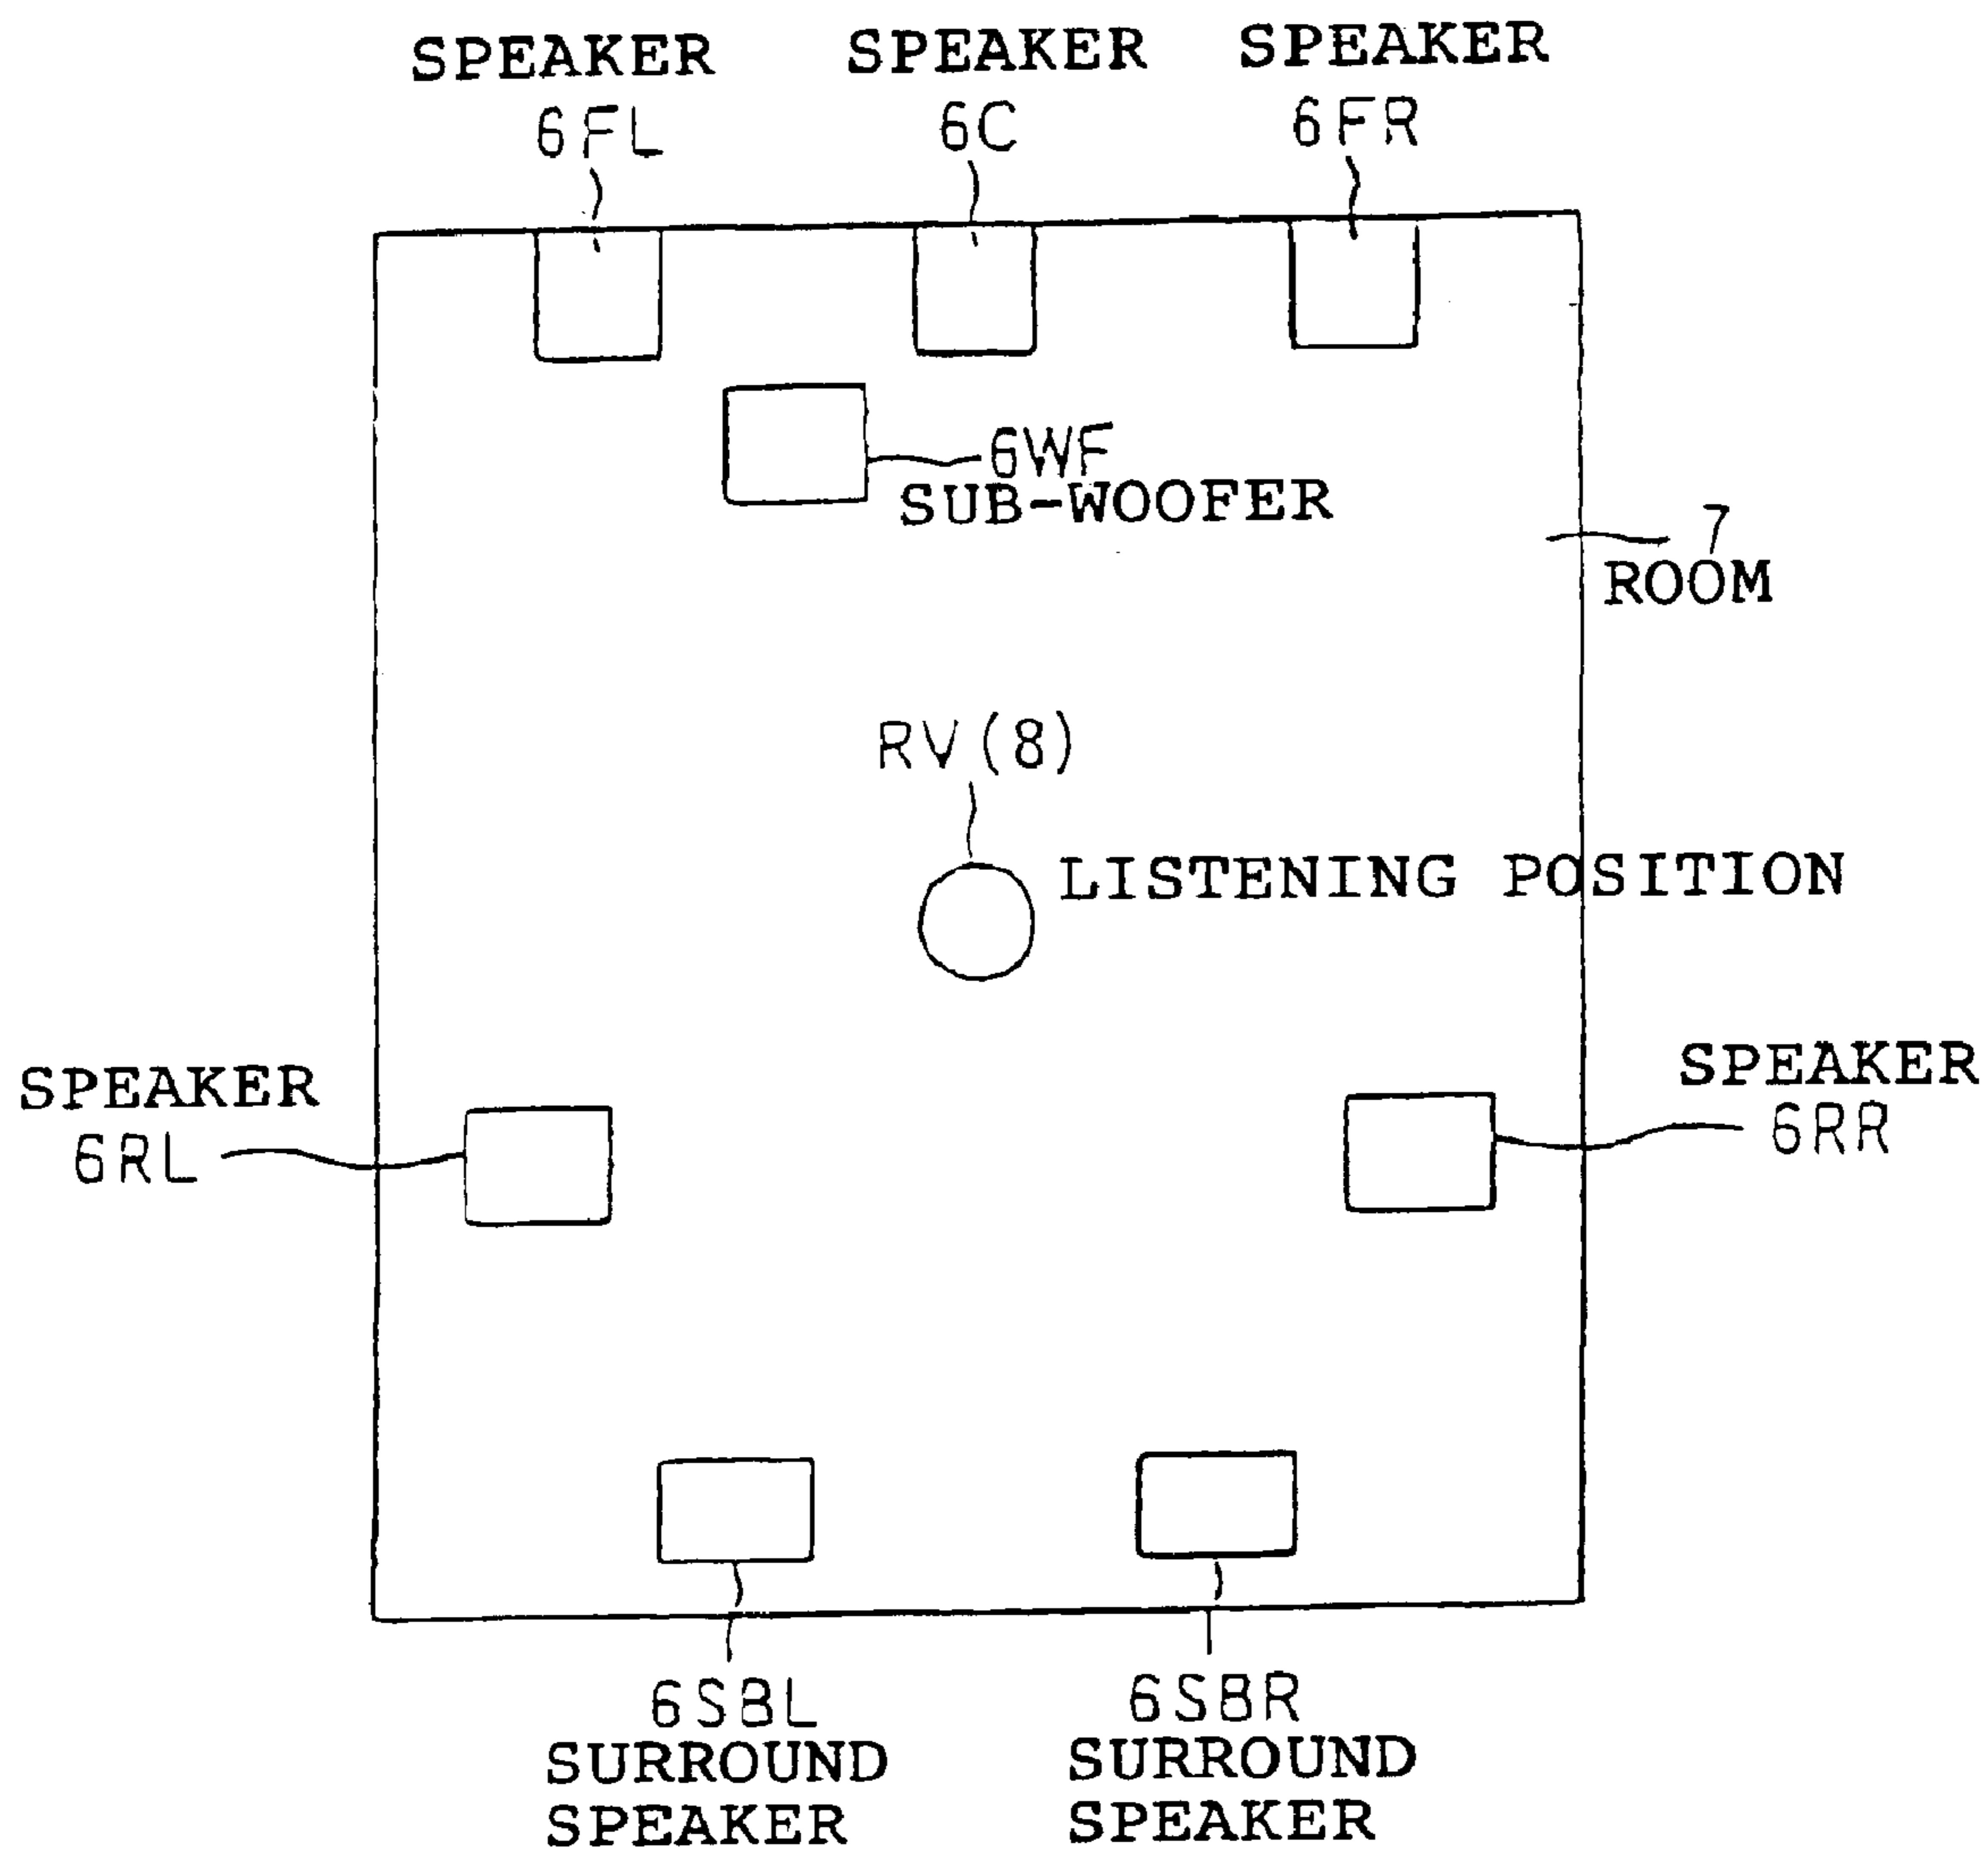 SPEAKER
6FL
SPEAKER
6C
SPEAKER
6FR
6WF
SUB-WOOFER
7
ROOM
RV(8)
LISTENING POSITION
SPEAKER
6RL
SPEAKER
6RR
6SBL
SURROUND
SPEAKER
6SBR
SURROUND
SPEAKER